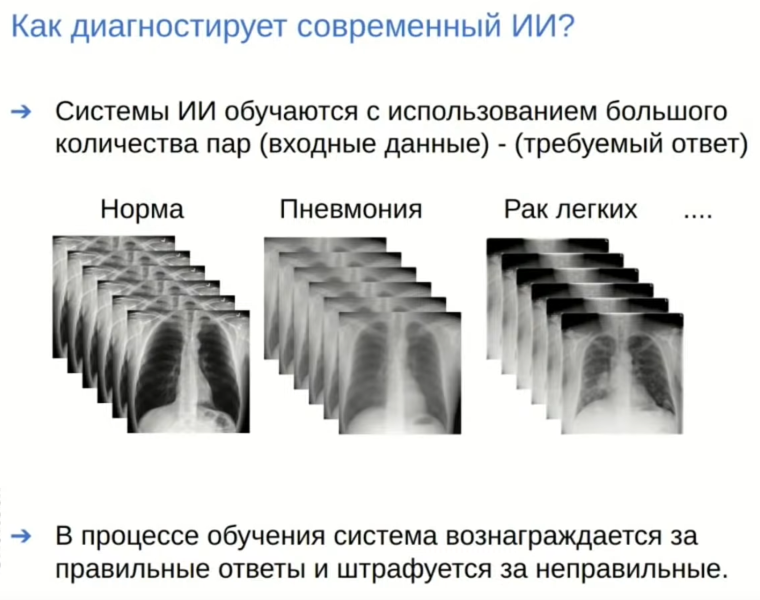 Как диагностирует современный ИИ?
➔ Системы ИИ обучаются с использованием большого
количества пар (входные данные) - (требуемый ответ)
Норма Пневмония Рак легких ....
➔ В процессе обучения система вознаграждается за
правильные ответы и штрафуется за неправильные.